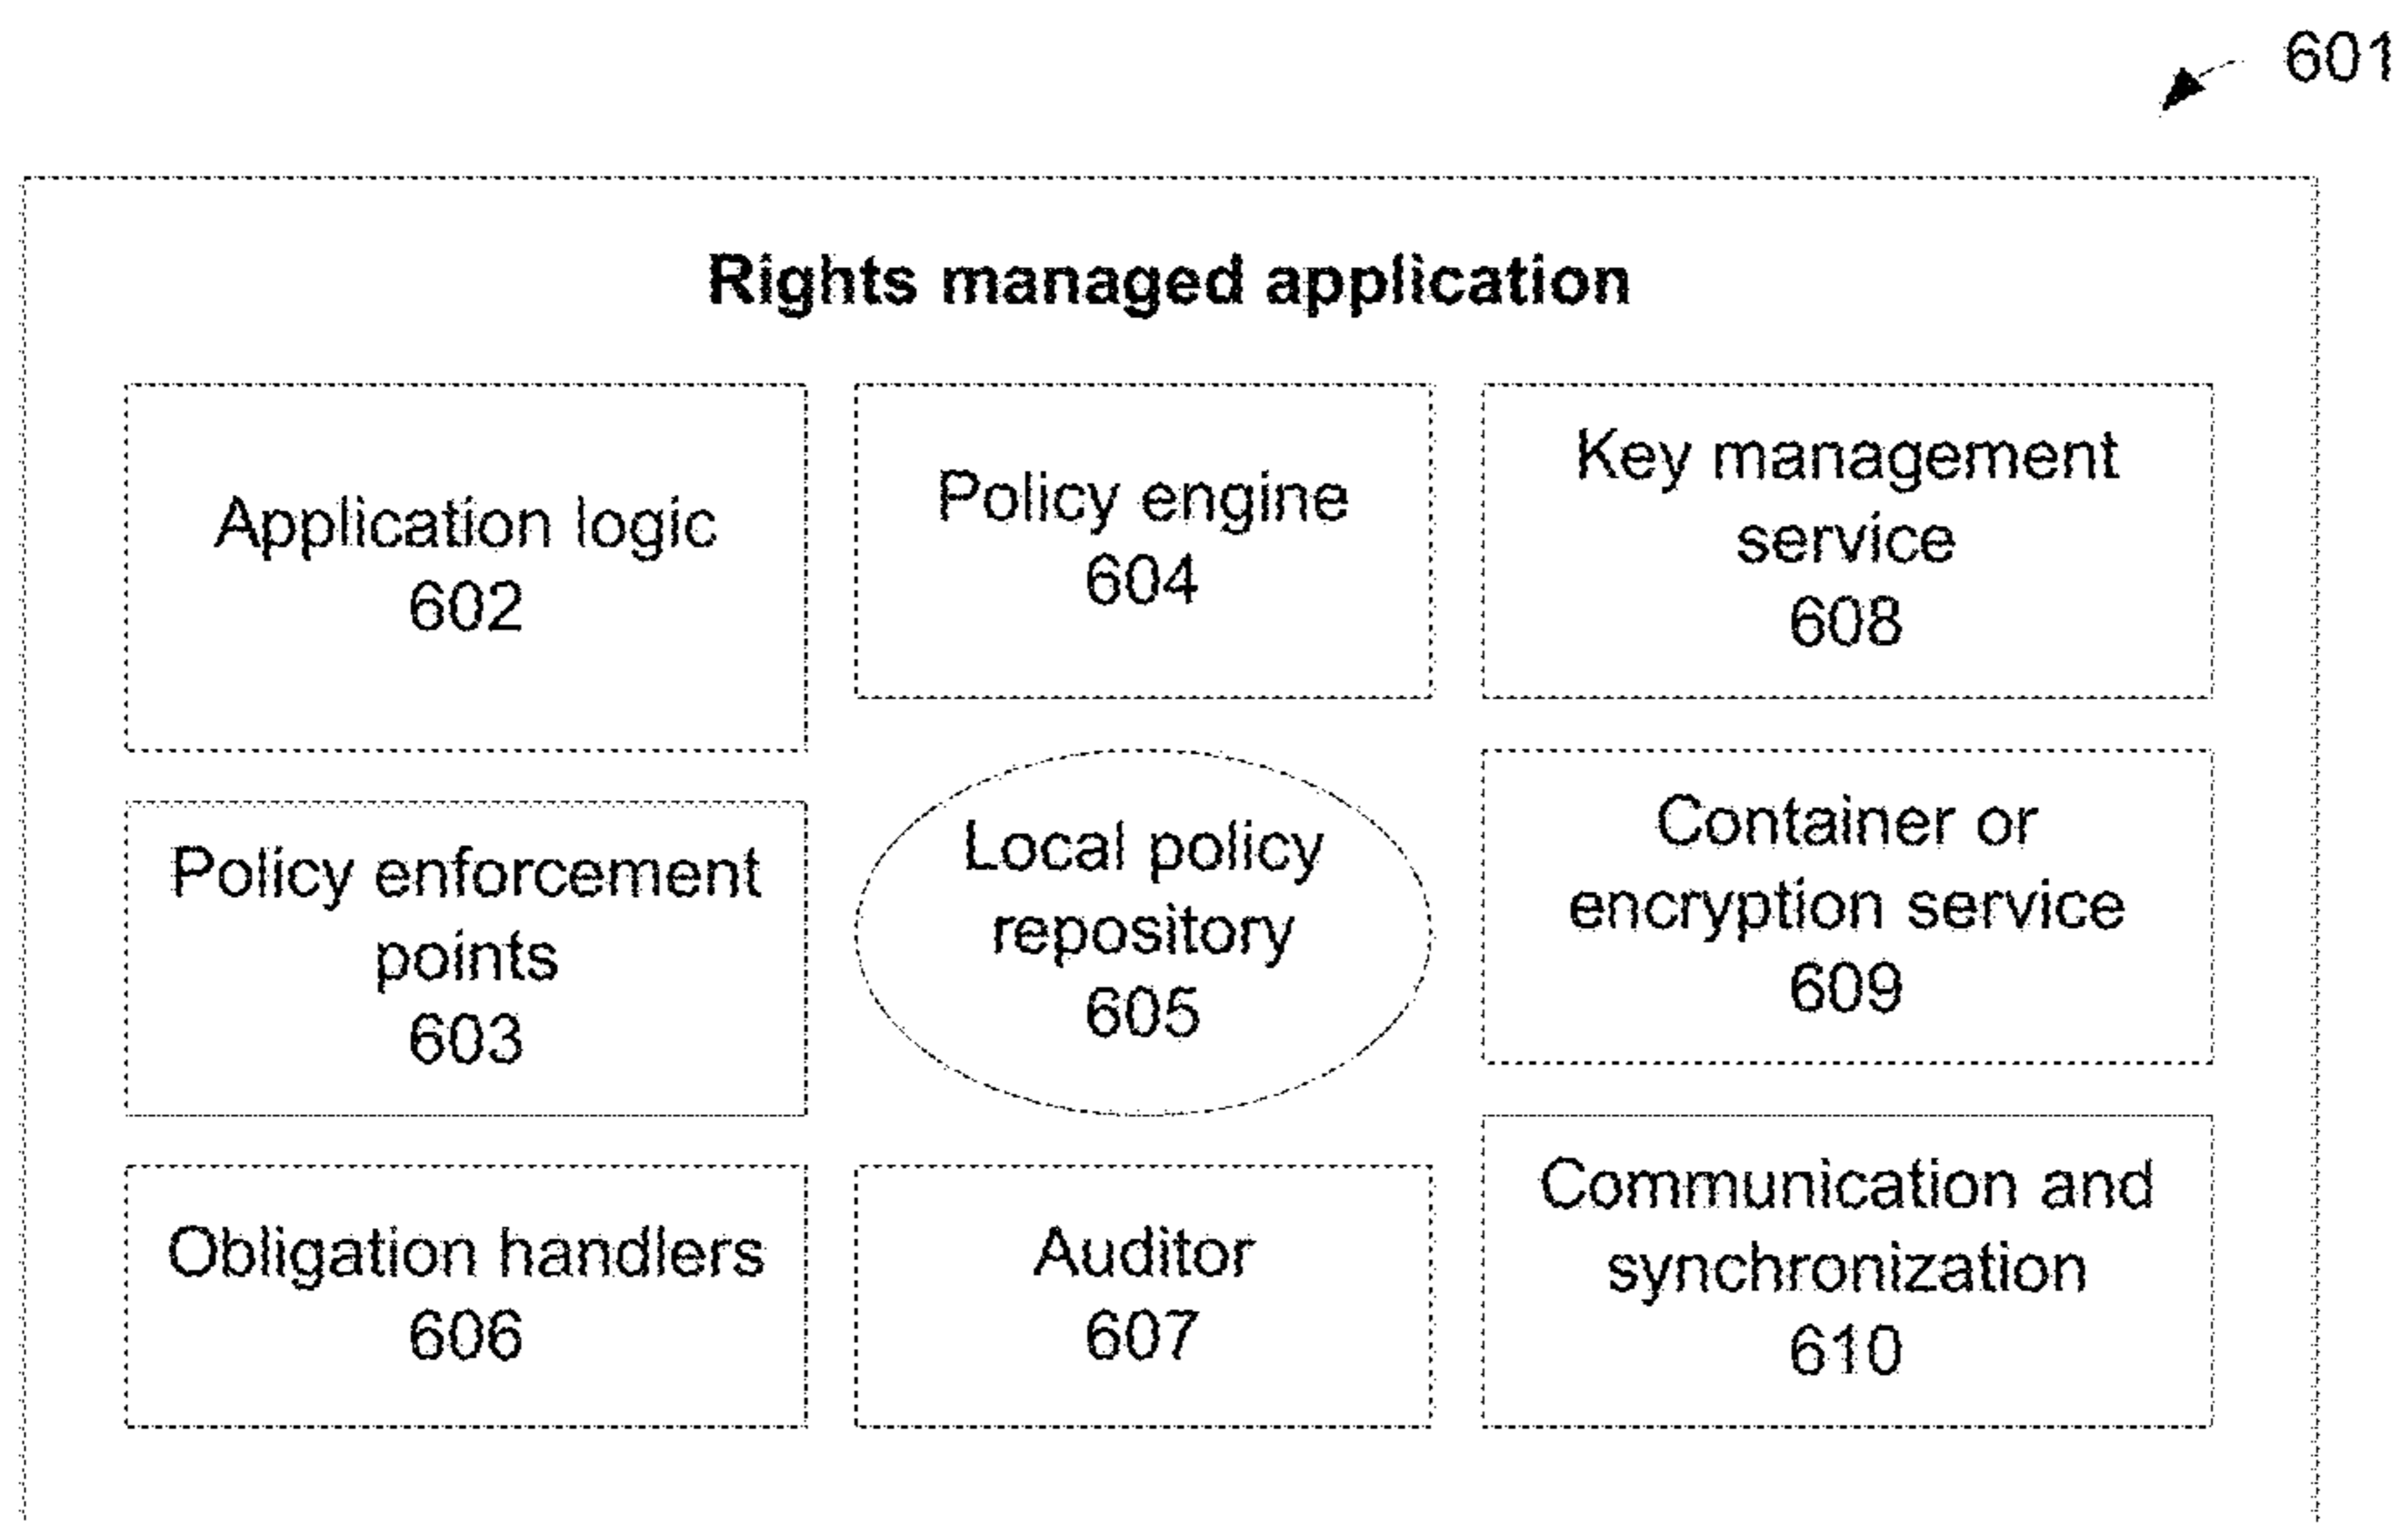 601
Rights managed application
Application logic
602
Policy engine
604
Key management
service
608
Policy enforcement
points
603
Local policy
repository
605
Container or
encryption service
609
Obligation handlers
606
Auditor
607
Communication and
synchronization
610